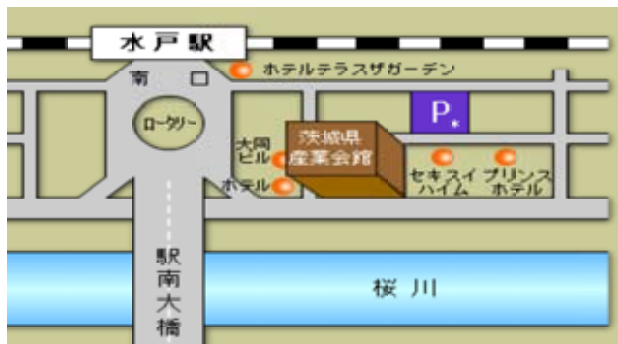 水戸駅
南 口
ホテルテラスザガーデン
P*
ロータリー
茨城県
産業会館
大同
ビル
ホテル
セキスイ
ハイム
プリンス
ホテル
駅南大橋
桜川